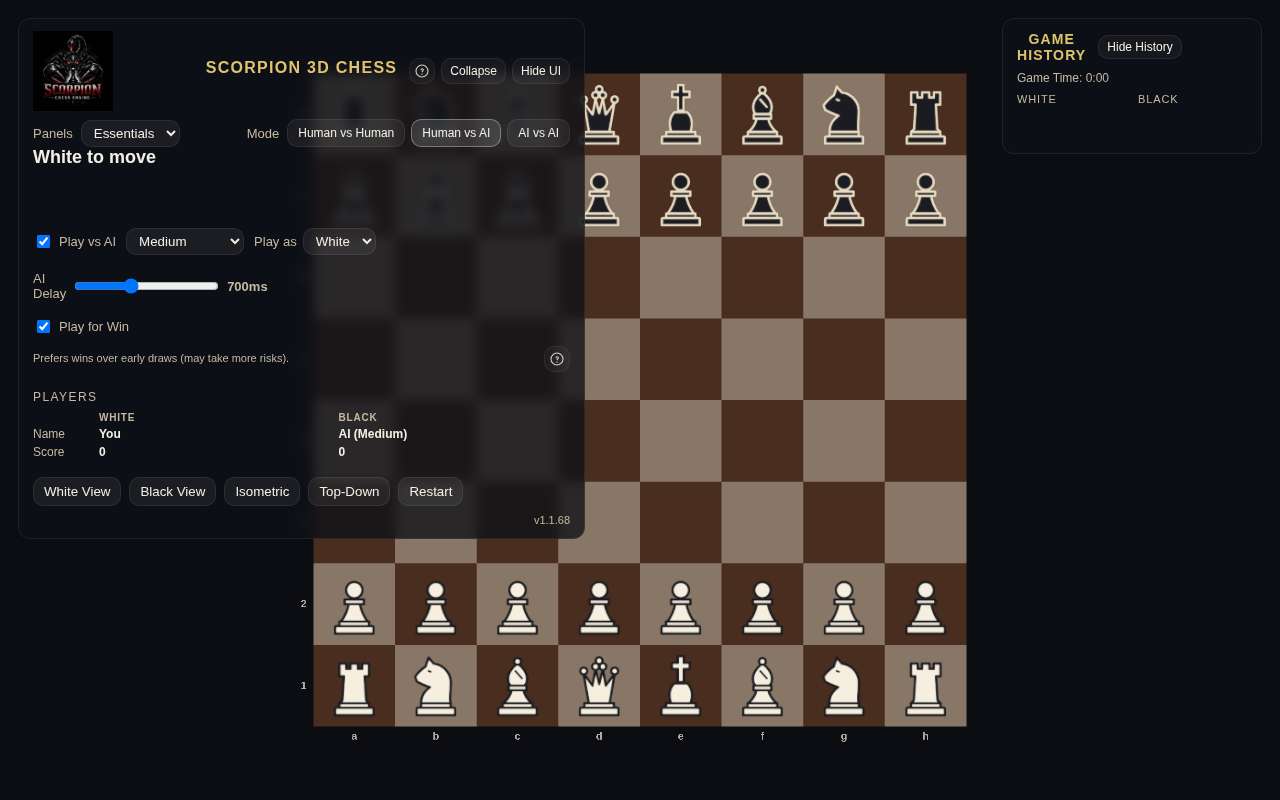 SCORPION
CHESS ENGINE
SCORPION 3D CHESS
Collapse
Hide UI
Panels
Essentials
Mode
Human vs Human
Human vs AI
AI vs AI
White to move
Play vs AI
Medium
Play as
White
AI Delay
700ms
Play for Win
Prefers wins over early draws (may take more risks).
PLAYERS
WHITE BLACK
Name You AI (Medium)
Score 0 0
White View
Black View
Isometric
Top-Down
Restart
v1.1.68
2
1
a b c d e f g h
GAME HISTORY
Hide History
Game Time: 0:00
WHITE BLACK